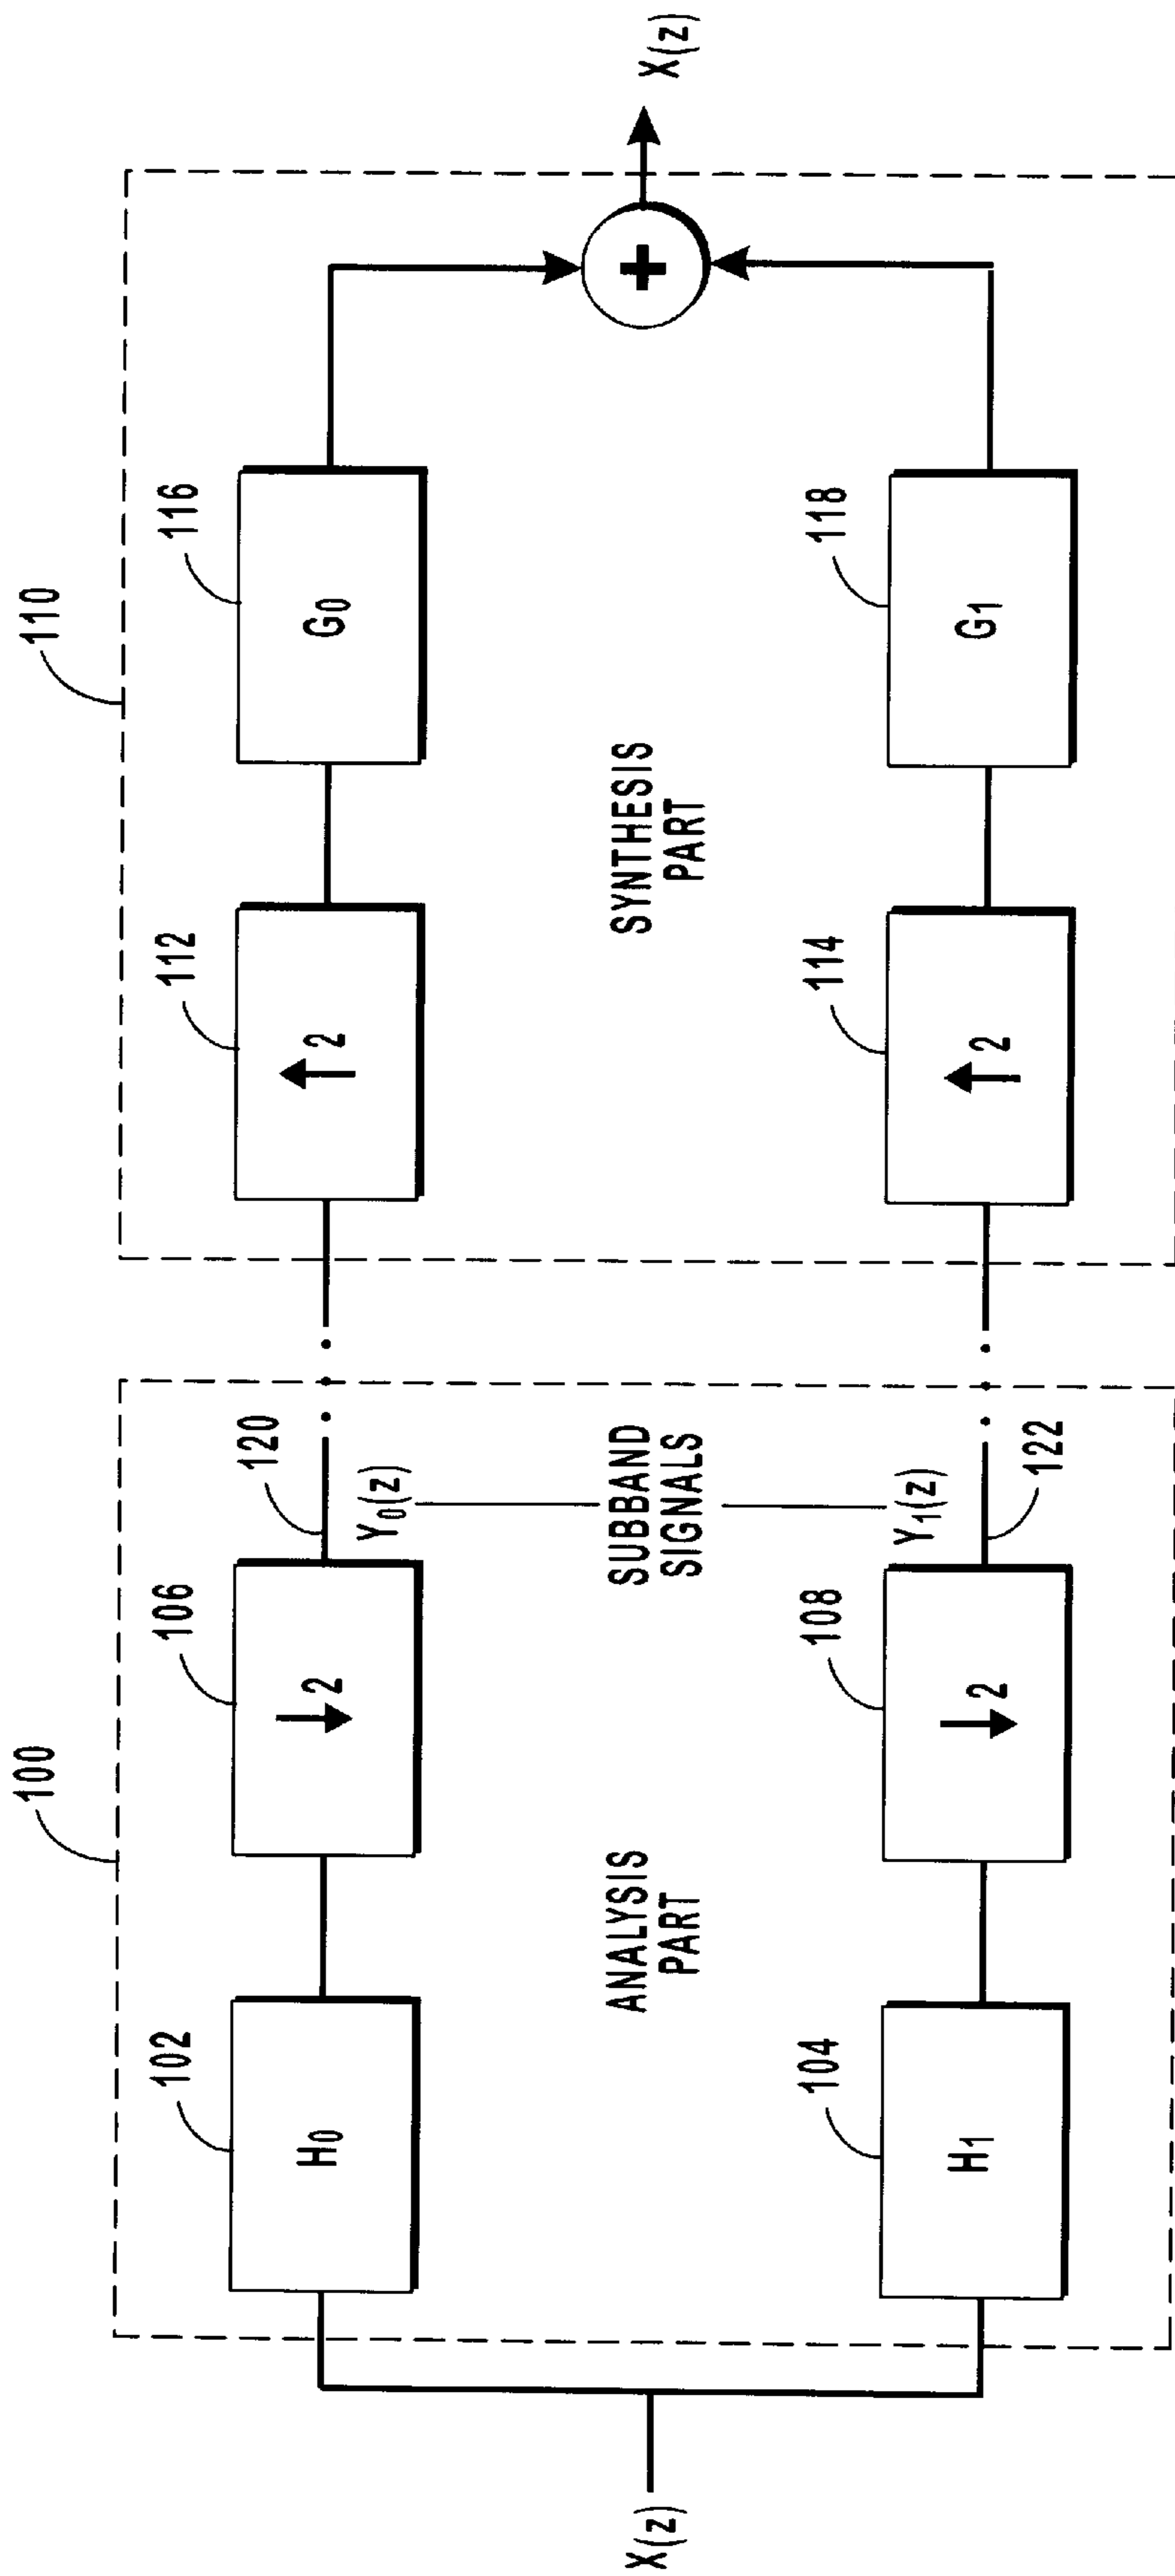 100
110
102
H0
106
↓2
120
Y0(z)
112
↑2
116
G0
X(z)
ANALYSIS
PART
SUBBAND
SIGNALS
SYNTHESIS
PART
+
X(z)
104
H1
108
↓2
Y1(z)
122
114
↑2
118
G1